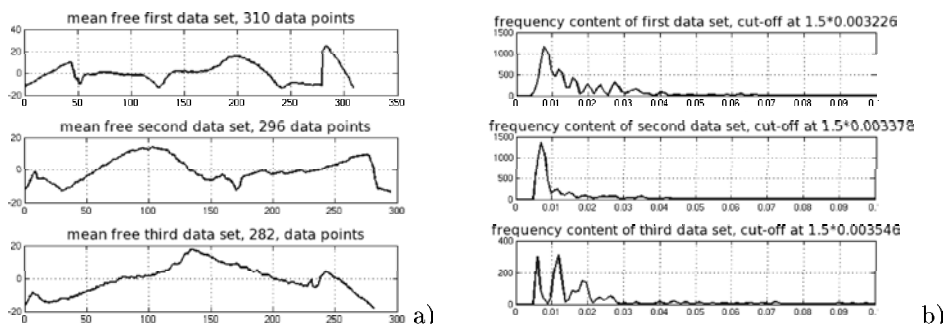 mean free first data set, 310 data points
40
20
0
-20
0 50 100 150 200 250 300 350
mean free second data set, 296 data points
20
0
-20
0 50 100 150 200 250 300
mean free third data set, 282, data points
20
0
-20
0 50 100 150 200 250 300
a)
frequency content of first data set, cut-off at 1.5*0.003226
1500
1000
500
0
0 0.01 0.02 0.03 0.04 0.05 0.06 0.07 0.08 0.09 0.1
frequency content of second data set, cut-off at 1.5*0.003378
1500
1000
500
0
0 0.01 0.02 0.03 0.04 0.05 0.06 0.07 0.08 0.09 0.1
frequency content of third data set, cut-off at 1.5*0.003546
400
200
0
0 0.01 0.02 0.03 0.04 0.05 0.06 0.07 0.08 0.09 0.1
b)